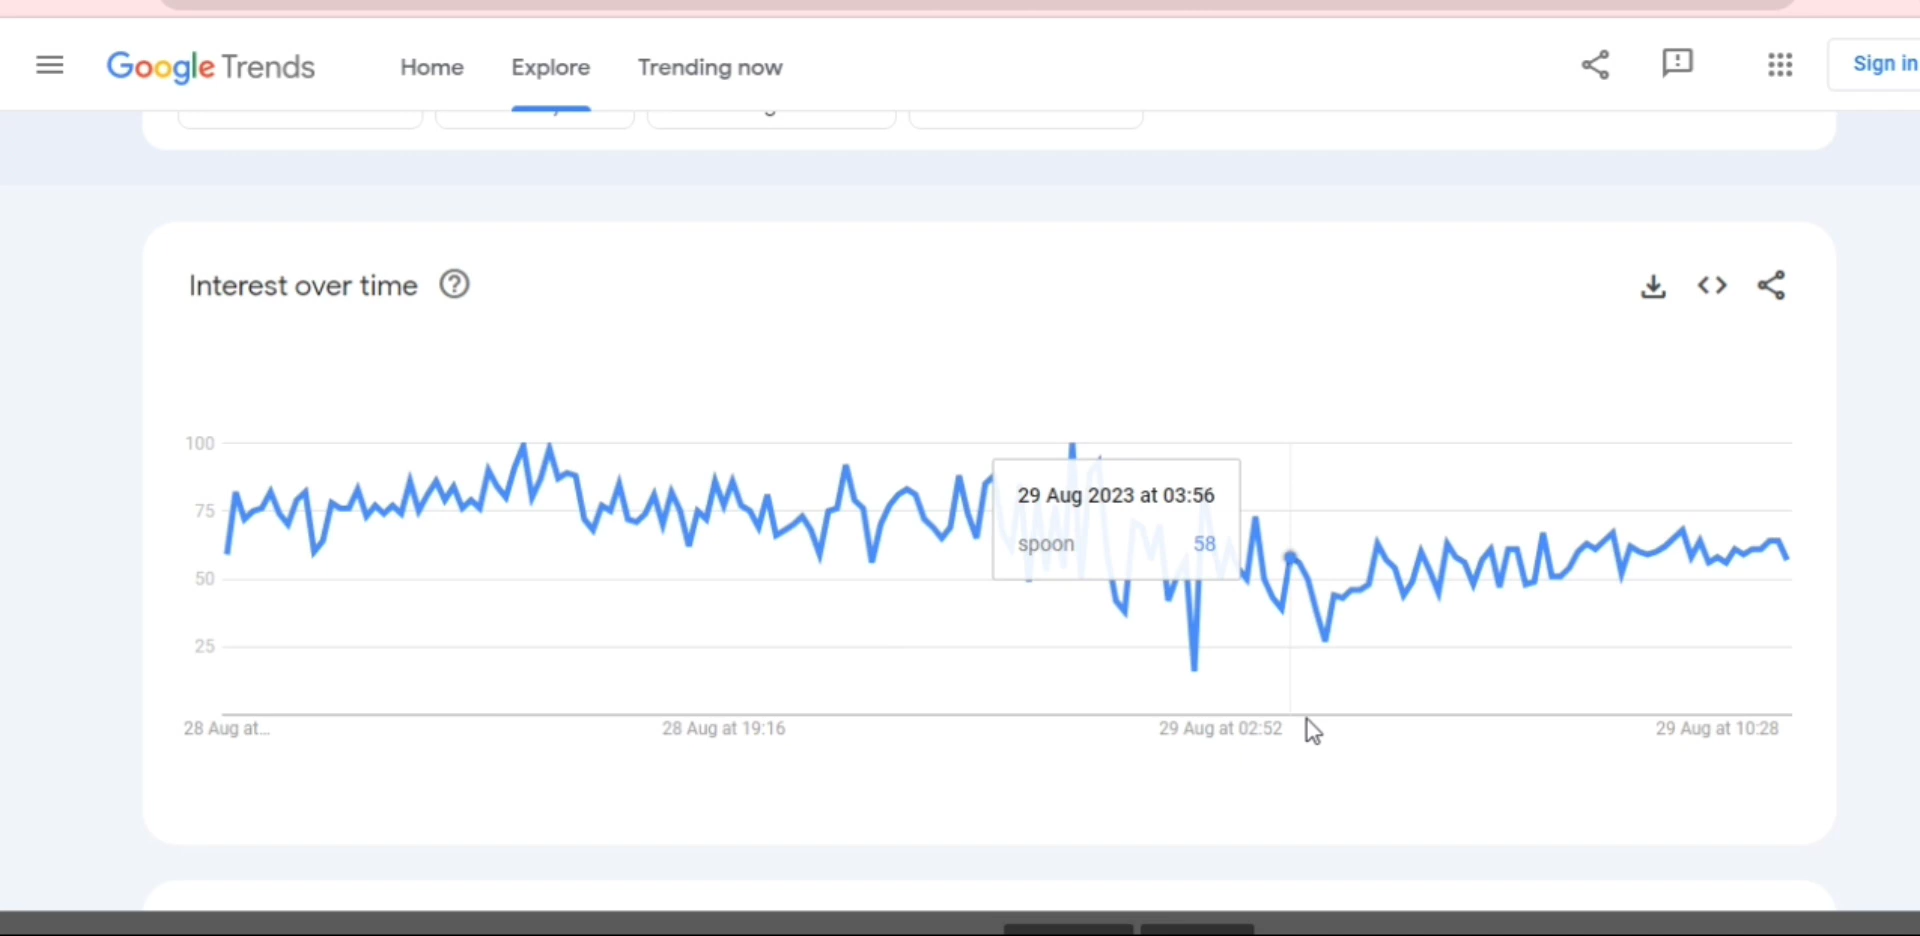 Google Trends Home Explore Trending now Sign in
Interest over time
100
75
50
25
29 Aug 2023 at 03:56
spoon 58
28 Aug at... 28 Aug at 19:16 29 Aug at 02:52 29 Aug at 10:28